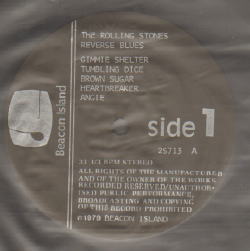 THE ROLLING STONES
REVERSE BLUES
GIMMIE SHELTER
TUMBLING DICE
BROWN SUGAR
HEARTBREAKER
ANGIE
Beacon Island
side 1
2S713 A
33 1/3 RPM STEREO
ALL RIGHTS OF THE MANUFACTURER
AND OF THE OWNER OF THE WORKS
RECORDED RESERVED/UNAUTHOR-
ISED PUBLIC PERFORMANCE,
BROADCASTING AND COPYING
OF THIS RECORD PROHIBITED
©1979 BEACON ISLAND